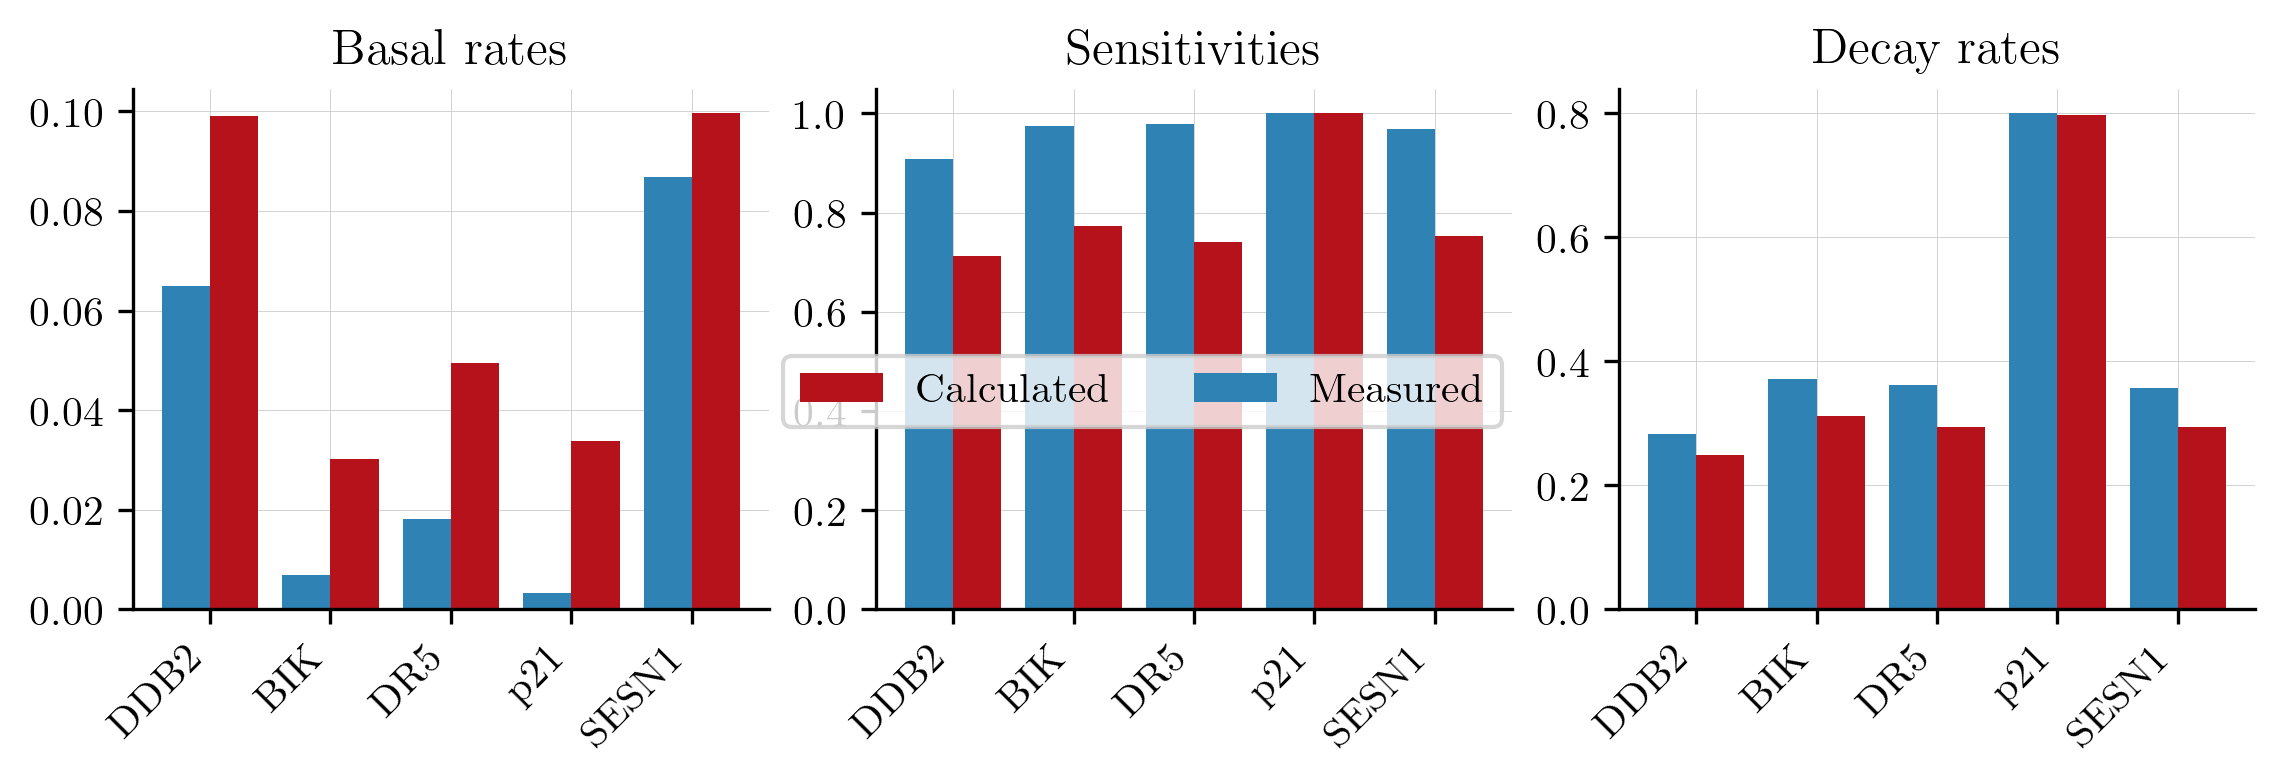 Basal rates
0.10
0.08
0.06
0.04
0.02
0.00
DDB2
BIK
DR5
p21
SESN1
Sensitivities
1.0
0.8
0.6
0.4
0.2
0.0
DDB2
BIK
DR5
p21
SESN1
Calculated Measured
Decay rates
0.8
0.6
0.4
0.2
0.0
DDB2
BIK
DR5
p21
SESN1